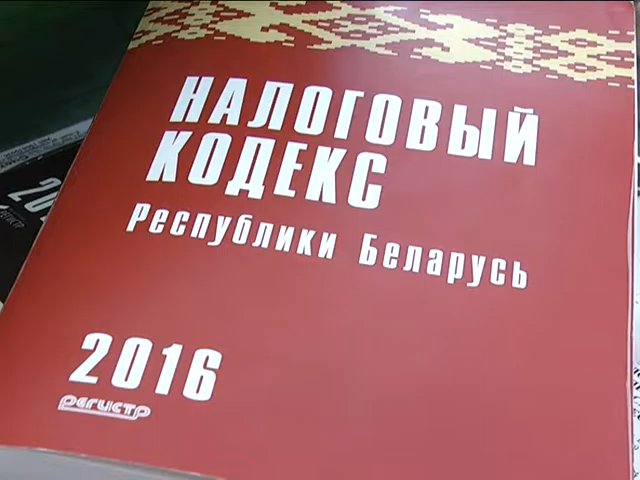 НАЛОГОВЫЙ
КОДЕКС
Республики Беларусь
2016
регистр